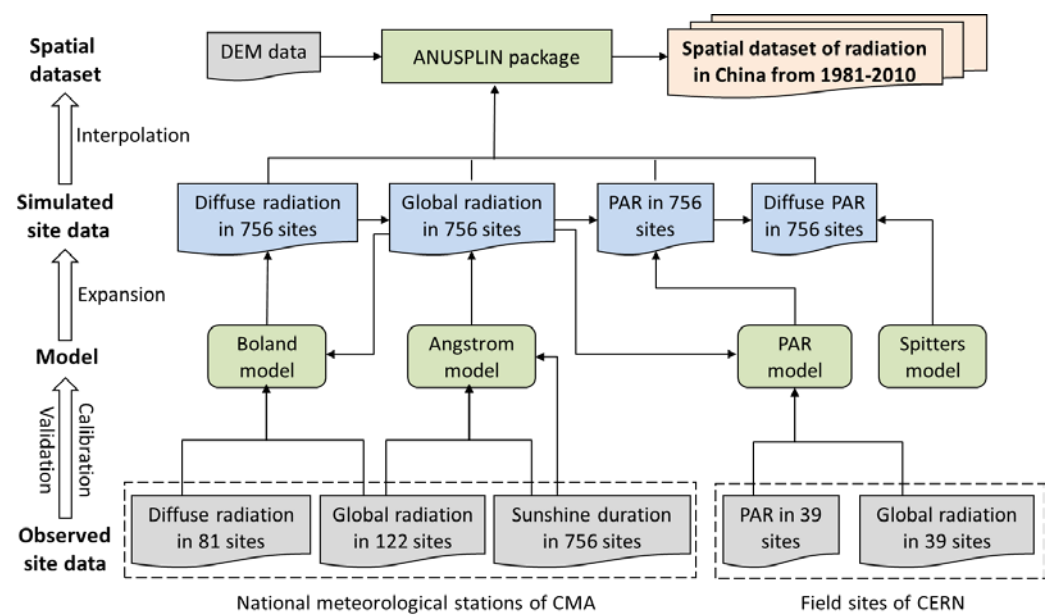 Spatial
dataset
DEM data
ANUSPLIN package
Spatial dataset of radiation
in China from 1981-2010
Interpolation
Simulated
site data
Diffuse radiation
in 756 sites
Global radiation
in 756 sites
PAR in 756
sites
Diffuse PAR
in 756 sites
Expansion
Model
Boland
model
Angstrom
model
PAR
model
Spitters
model
Validation
Calibration
Observed
site data
Diffuse radiation
in 81 sites
Global radiation
in 122 sites
Sunshine duration
in 756 sites
PAR in 39
sites
Global radiation
in 39 sites
National meteorological stations of CMA
Field sites of CERN